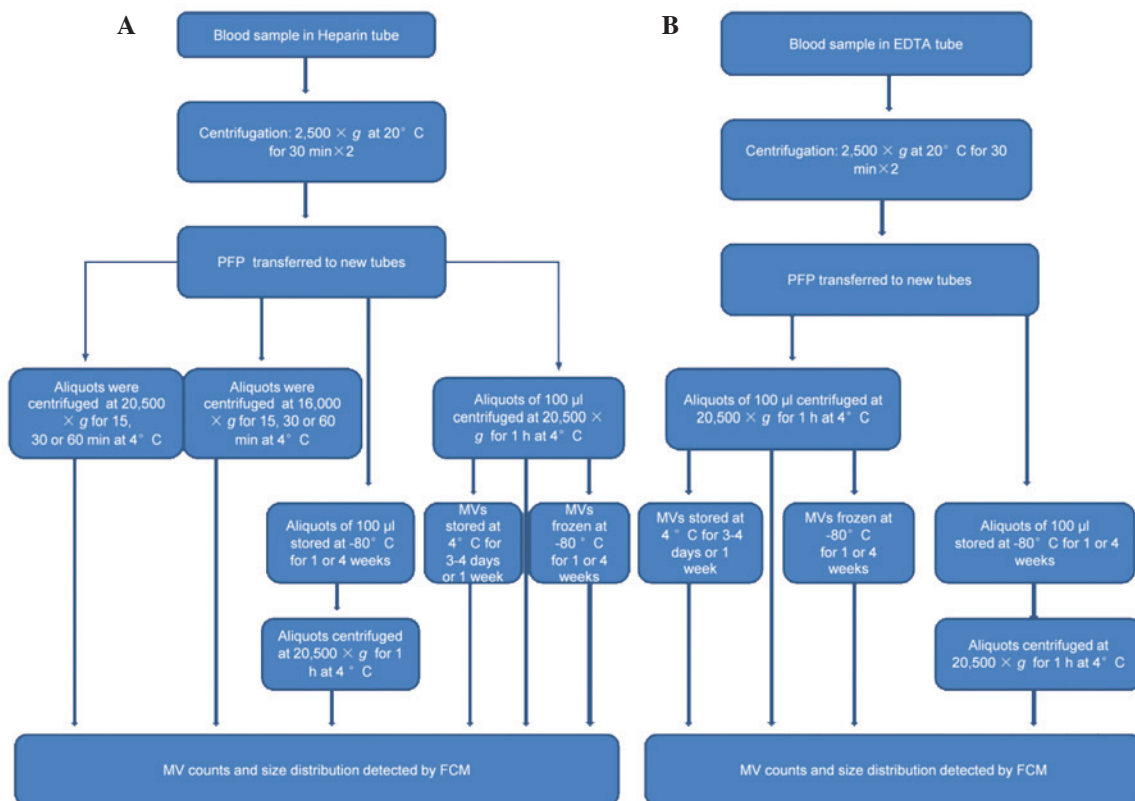 A
Blood sample in Heparin tube
Centrifugation: 2,500 × g at 20° C
for 30 min×2
PFP transferred to new tubes
Aliquots were
centrifuged at 20,500
× g for 15,
30 or 60 min at 4° C
Aliquots were
centrifuged at 16,000
× g for 15, 30 or 60
min at 4° C
Aliquots of 100 µl
centrifuged at 20,500 ×
g for 1 h at 4° C
Aliquots of 100 µl
stored at -80° C
for 1 or 4 weeks
MVs
stored at
4° C for
3-4 days
or 1 week
MVs
frozen at
-80 ° C
for 1 or 4
weeks
Aliquots centrifuged
at 20,500 × g for 1
h at 4 ° C
MV counts and size distribution detected by FCM
B
Blood sample in EDTA tube
Centrifugation: 2,500 × g at 20° C for 30
min×2
PFP transferred to new tubes
Aliquots of 100 µl centrifuged at
20,500 × g for 1 h at 4° C
MVs stored at
4 ° C for 3-4
days or 1
week
MVs frozen at
-80° C
for 1 or 4
weeks
Aliquots of 100 µl
stored at -80° C for 1 or 4
weeks
Aliquots centrifuged at
20,500 × g for 1 h at 4° C
MV counts and size distribution detected by FCM